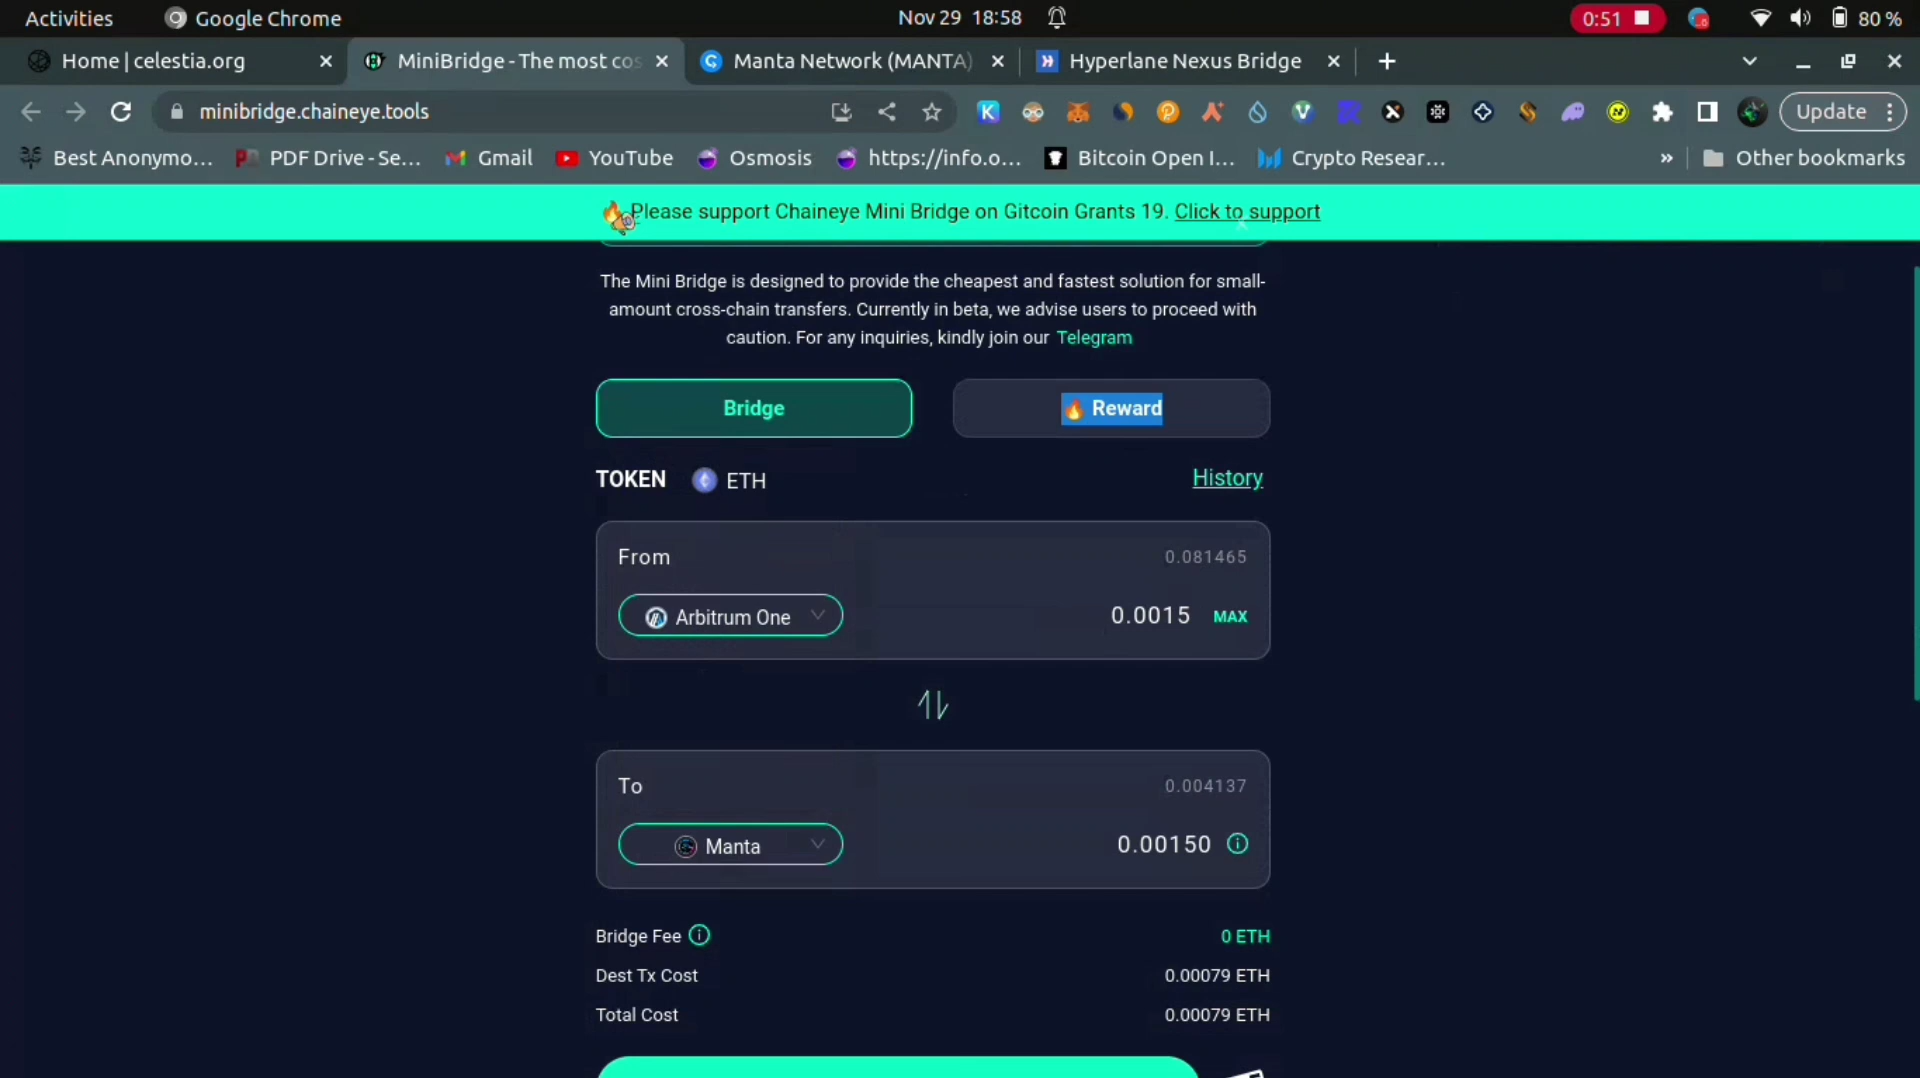 Activities
Google Chrome
Nov 29 18:58
0:51
80 %
Home | celestia.org
MiniBridge - The most cos
Manta Network (MANTA)
Hyperlane Nexus Bridge
minibridge.chaineye.tools
Update
Best Anonymo...
PDF Drive - Se...
Gmail
YouTube
Osmosis
https://info.o...
Bitcoin Open I...
Crypto Resear...
»
Other bookmarks
Please support Chaineye Mini Bridge on Gitcoin Grants 19. Click to support
The Mini Bridge is designed to provide the cheapest and fastest solution for small-
amount cross-chain transfers. Currently in beta, we advise users to proceed with
caution. For any inquiries, kindly join our Telegram
Bridge
🔥 Reward
TOKEN
ETH
History
From
0.081465
Arbitrum One
0.0015
MAX
To
0.004137
Manta
0.00150
Bridge Fee
0 ETH
Dest Tx Cost
0.00079 ETH
Total Cost
0.00079 ETH